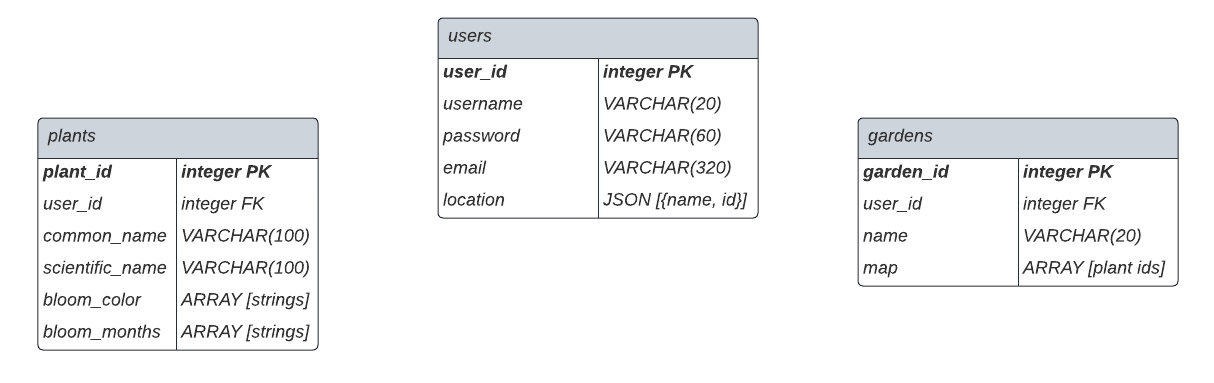 plants
plant_id integer PK
user_id integer FK
common_name VARCHAR(100)
scientific_name VARCHAR(100)
bloom_color ARRAY [strings]
bloom_months ARRAY [strings]
users
user_id integer PK
username VARCHAR(20)
password VARCHAR(60)
email VARCHAR(320)
location JSON [{name, id}]
gardens
garden_id integer PK
user_id integer FK
name VARCHAR(20)
map ARRAY [plant ids]